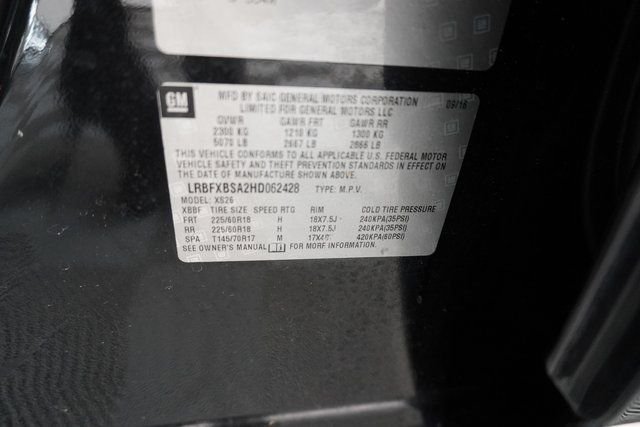 GM
MFD BY SAIC GENERAL MOTORS CORPORATION 09/16
LIMITED FOR GENERAL MOTORS LLC
GVWR GAWR FRT GAWR RR
2300 KG 1210 KG 1300 KG
5070 LB 2667 LB 2866 LB
THIS VEHICLE CONFORMS TO ALL APPLICABLE U.S. FEDERAL MOTOR
VEHICLE SAFETY AND THEFT PREVENTION STANDARDS IN EFFECT ON
THE DATE OF MANUFACTURE SHOWN ABOVE.
LRBFXBSA2HD062428 TYPE: M.P.V.
MODEL: XS26
XBBF TIRE SIZE SPEED RTG RIM COLD TIRE PRESSURE
FRT 225/60R18 H 18X7.5J 240KPA(35PSI)
RR 225/60R18 H 18X7.5J 240KPA(35PSI)
SPA T145/70R17 M 17X4T 420KPA(60PSI)
SEE OWNER'S MANUAL FOR MORE INFORMATION.